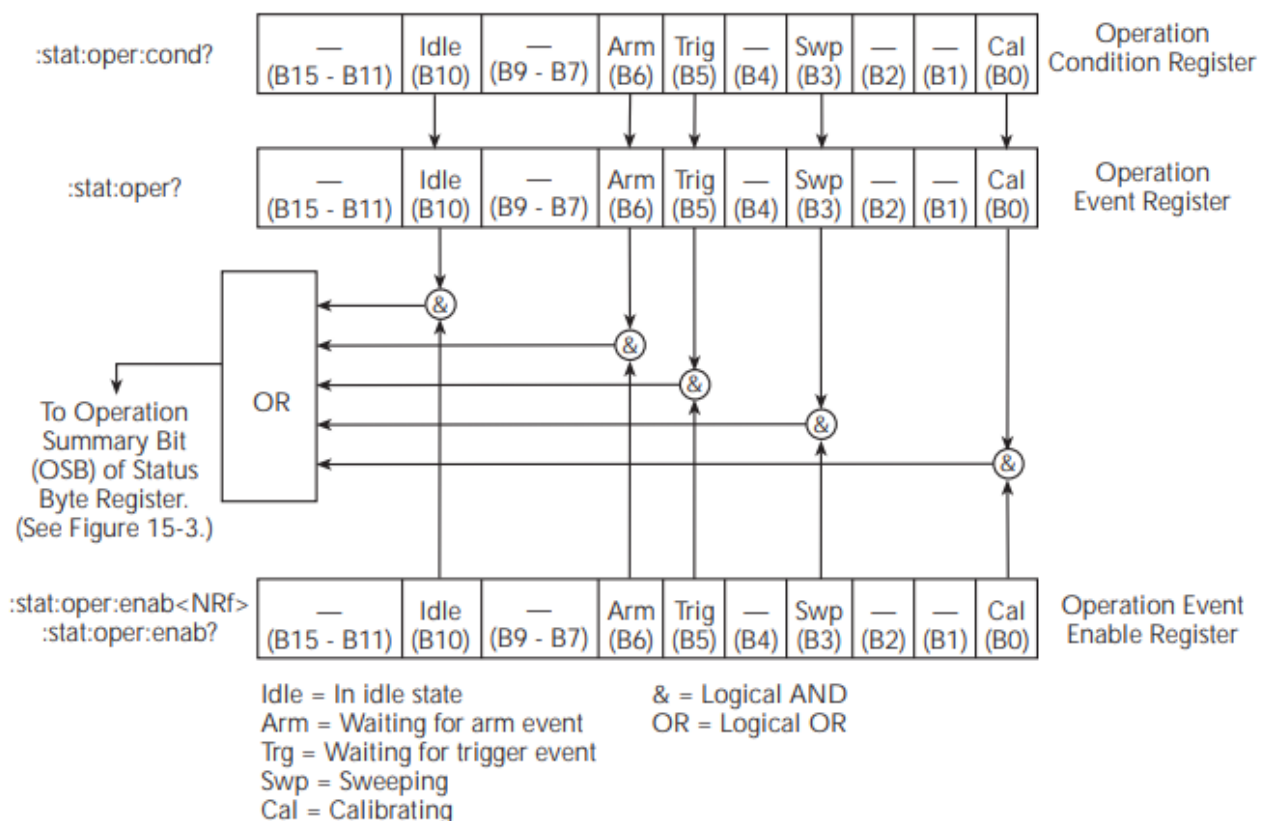 :stat:oper:cond?
—
(B15 - B11)
Idle
(B10)
—
(B9 - B7)
Arm
(B6)
Trig
(B5)
—
(B4)
Swp
(B3)
—
(B2)
—
(B1)
Cal
(B0)
Operation
Condition Register
:stat:oper?
—
(B15 - B11)
Idle
(B10)
—
(B9 - B7)
Arm
(B6)
Trig
(B5)
—
(B4)
Swp
(B3)
—
(B2)
—
(B1)
Cal
(B0)
Operation
Event Register
&
&
&
&
&
OR
To Operation
Summary Bit
(OSB) of Status
Byte Register.
(See Figure 15-3.)
:stat:oper:enab<NRf>
:stat:oper:enab?
—
(B15 - B11)
Idle
(B10)
—
(B9 - B7)
Arm
(B6)
Trig
(B5)
—
(B4)
Swp
(B3)
—
(B2)
—
(B1)
Cal
(B0)
Operation Event
Enable Register
Idle = In idle state
Arm = Waiting for arm event
Trg = Waiting for trigger event
Swp = Sweeping
Cal = Calibrating
& = Logical AND
OR = Logical OR